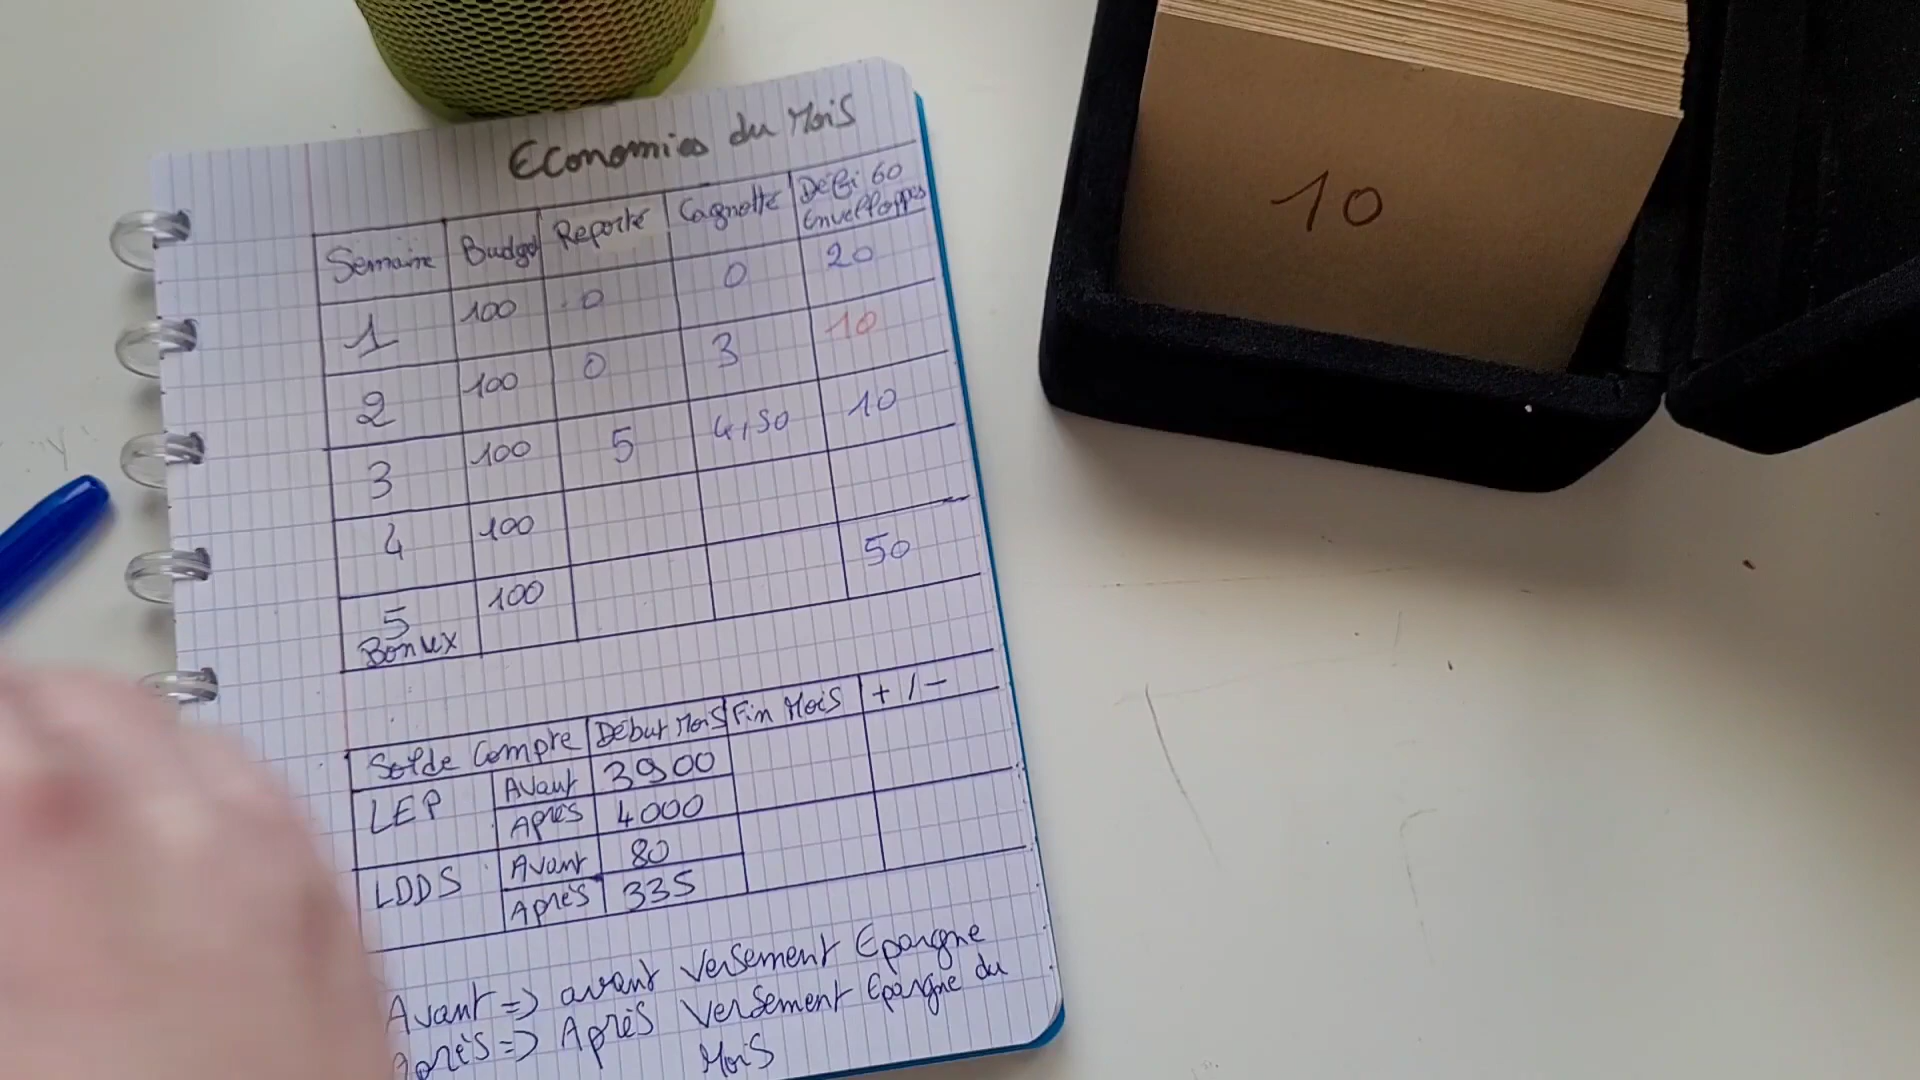 Economies du Mois
Semaine Budget Reporté Cagnotte Défi 60 Envelloppes
1 100 0 0 20
2 100 0 3 10
3 100 5 4,50 10
4 100
5 Bonux 100 50
Solde Compte Début Mois Fin Mois + / -
LEP Avant 3900
Après 4000
LDDS Avant 80
Après 335
Avant => avant Versement Epargne
Après => Après Versement Epargne du
Mois
10